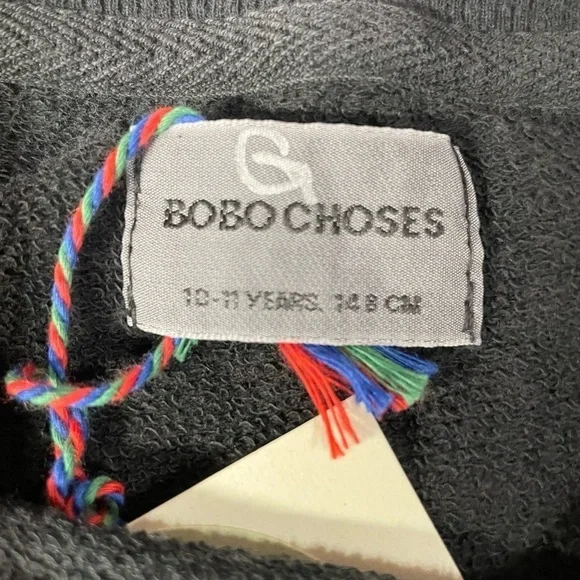 BOBO CHOSES
10-11 YEARS. 148 CM